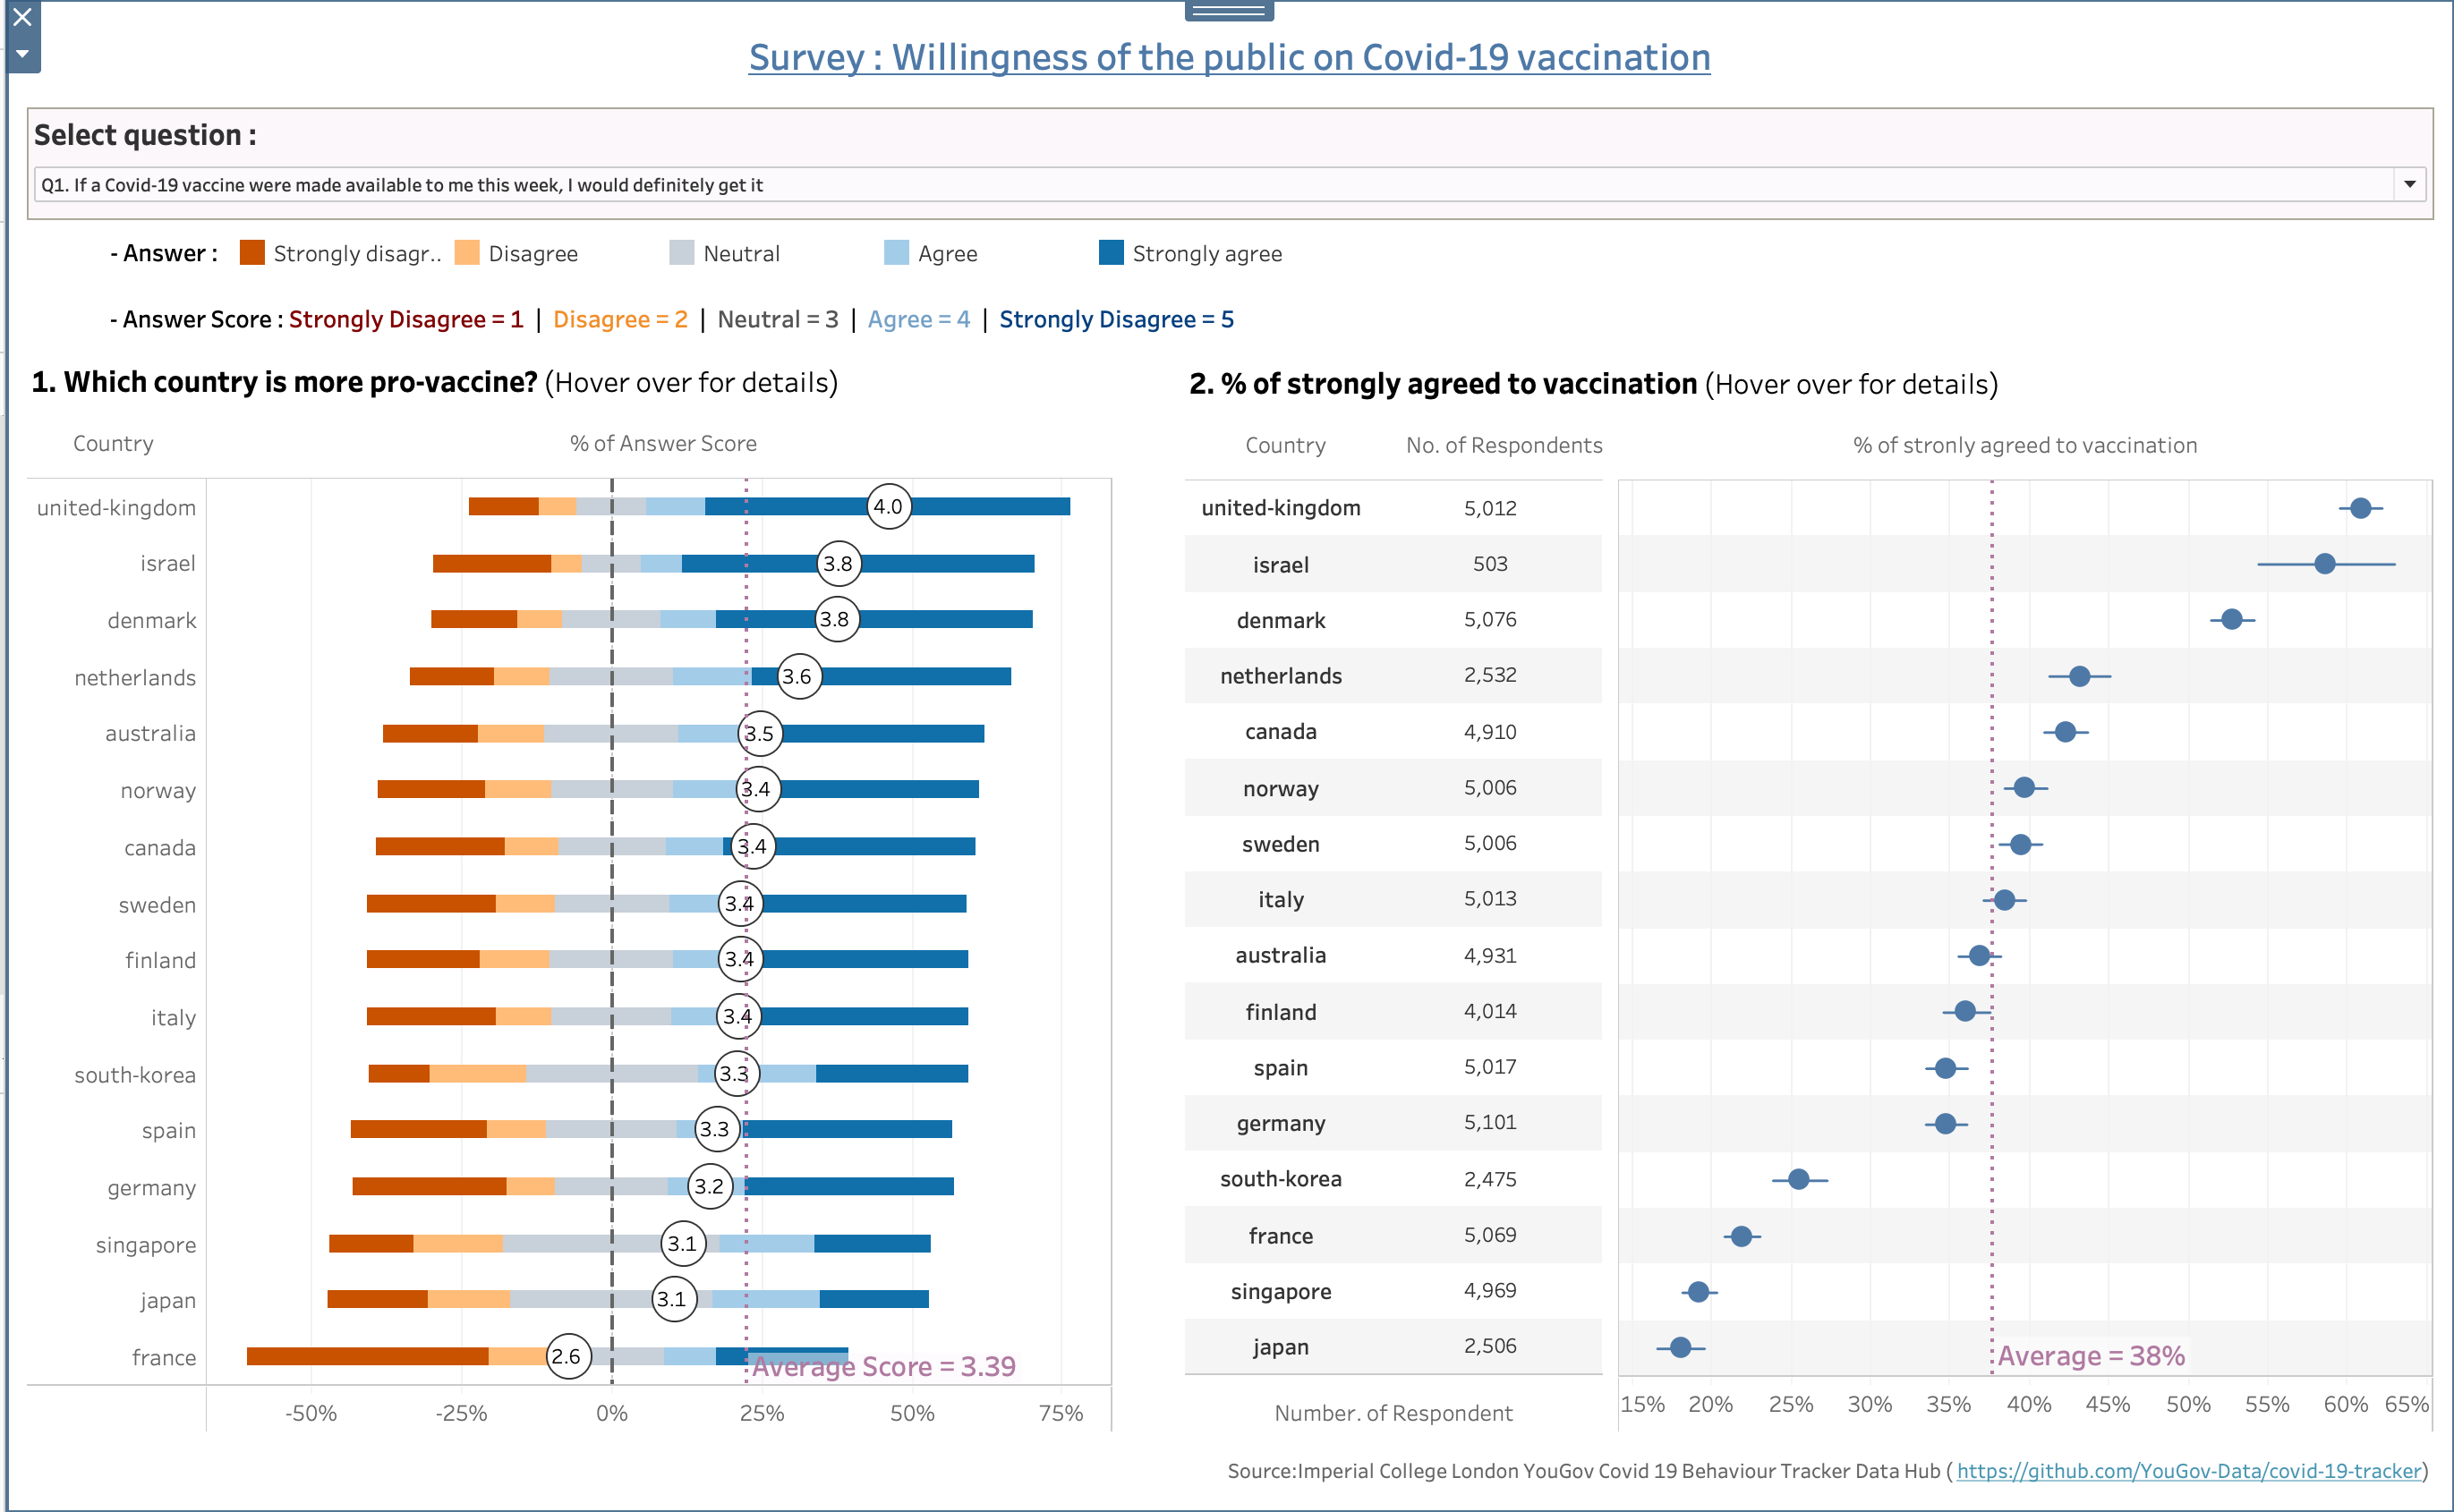 Survey : Willingness of the public on Covid-19 vaccination
Select question :
Q1. If a Covid-19 vaccine were made available to me this week, I would definitely get it
- Answer : Strongly disagr.. Disagree Neutral Agree Strongly agree
- Answer Score : Strongly Disagree = 1 | Disagree = 2 | Neutral = 3 | Agree = 4 | Strongly Disagree = 5
1. Which country is more pro-vaccine? (Hover over for details)
Country % of Answer Score
united-kingdom 4.0
israel 3.8
denmark 3.8
netherlands 3.6
australia 3.5
norway 3.4
canada 3.4
sweden 3.4
finland 3.4
italy 3.4
south-korea 3.3
spain 3.3
germany 3.2
singapore 3.1
japan 3.1
france 2.6
Average Score = 3.39
-50% -25% 0% 25% 50% 75%
2. % of strongly agreed to vaccination (Hover over for details)
Country No. of Respondents % of stronly agreed to vaccination
united-kingdom 5,012
israel 503
denmark 5,076
netherlands 2,532
canada 4,910
norway 5,006
sweden 5,006
italy 5,013
australia 4,931
finland 4,014
spain 5,017
germany 5,101
south-korea 2,475
france 5,069
singapore 4,969
japan 2,506
Average = 38%
Number. of Respondent
15% 20% 25% 30% 35% 40% 45% 50% 55% 60% 65%
Source:Imperial College London YouGov Covid 19 Behaviour Tracker Data Hub ( https://github.com/YouGov-Data/covid-19-tracker)